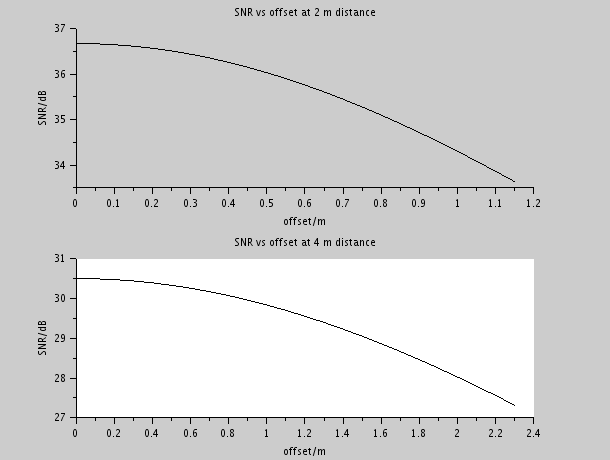 SNR vs offset at 2 m distance
37
36
35
34
SNR/dB
0 0.1 0.2 0.3 0.4 0.5 0.6 0.7 0.8 0.9 1 1.1 1.2
offset/m
SNR vs offset at 4 m distance
31
30
29
28
27
SNR/dB
0 0.2 0.4 0.6 0.8 1 1.2 1.4 1.6 1.8 2 2.2 2.4
offset/m